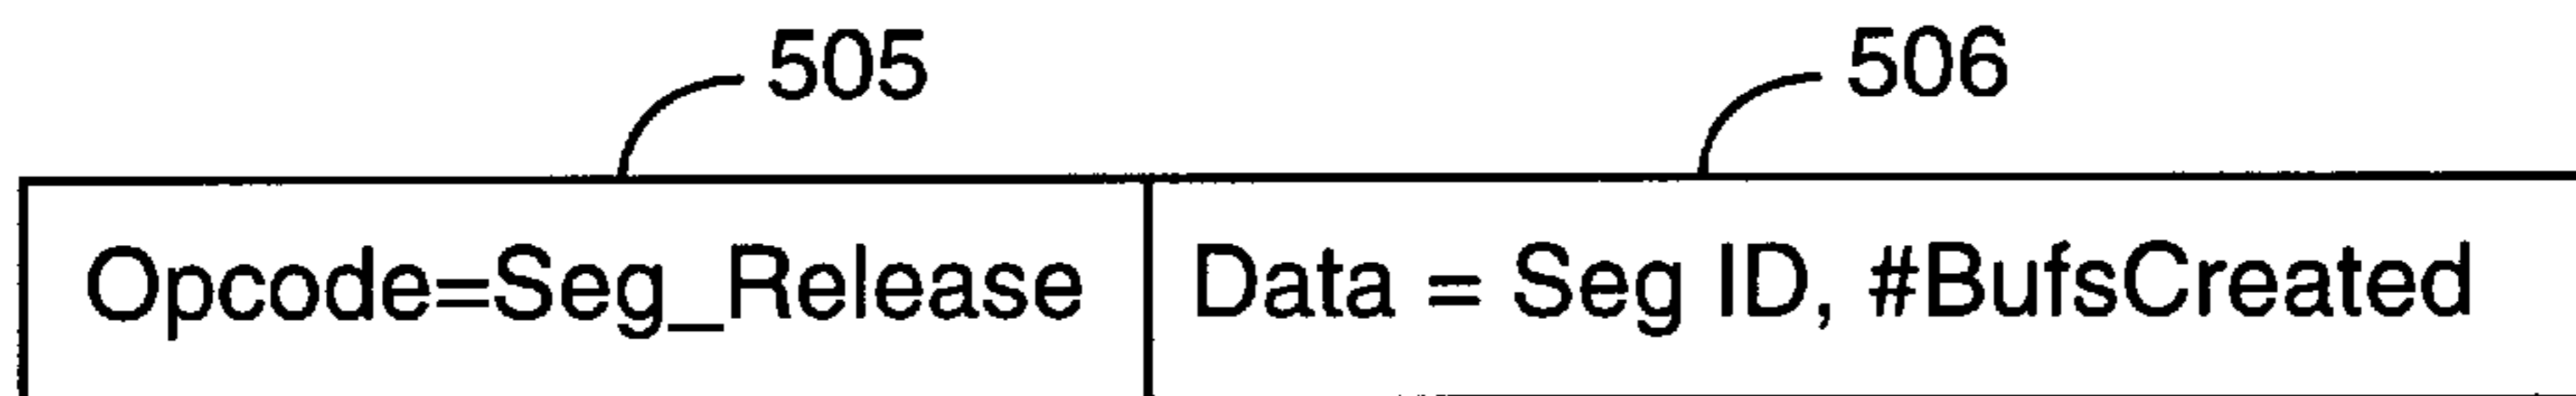 505 506
Opcode=Seg_Release Data = Seg ID, #BufsCreated